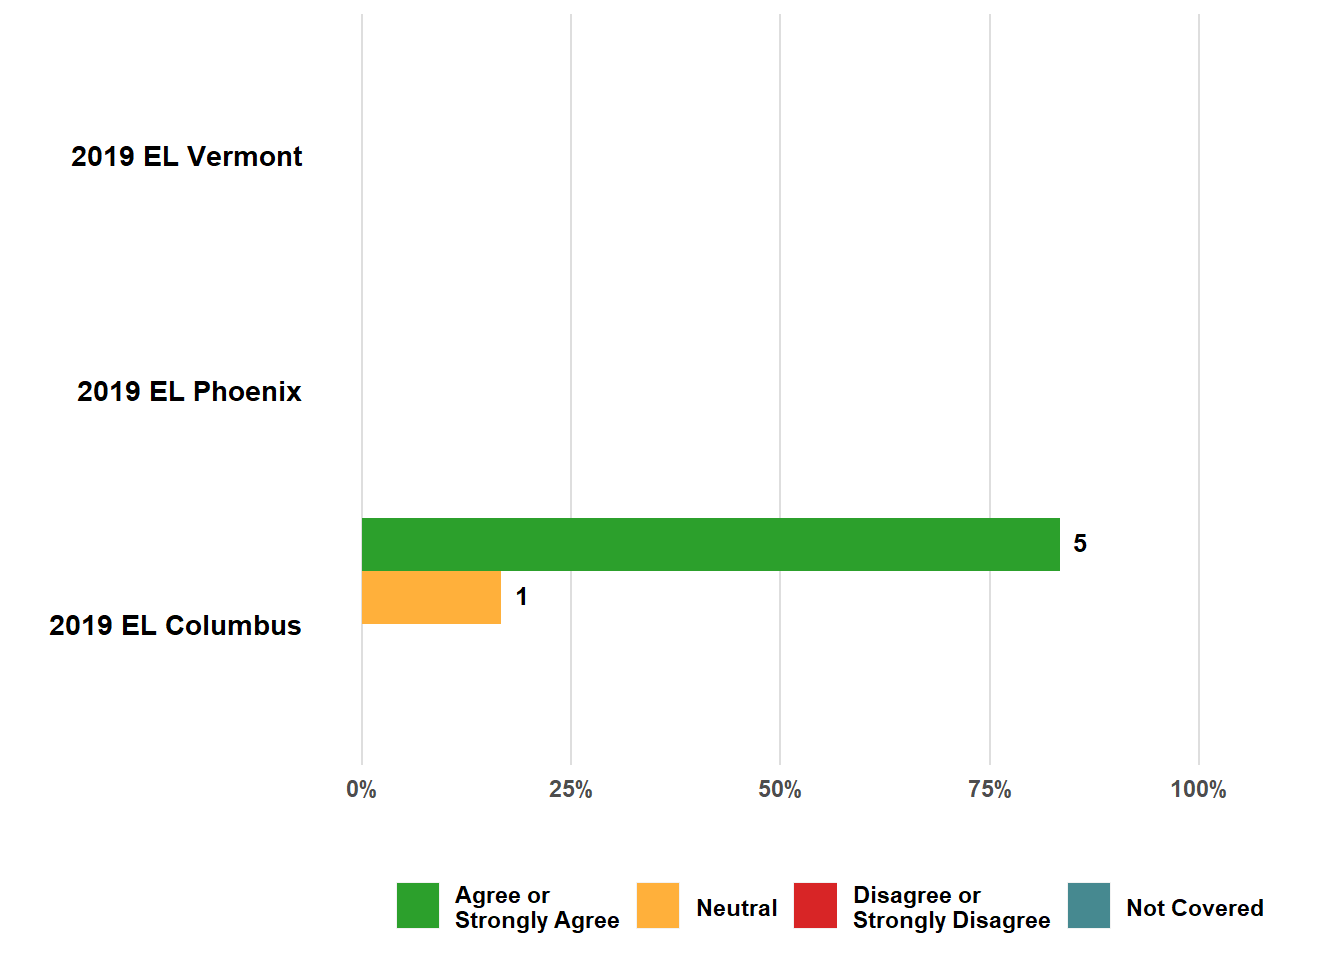 2019 EL Vermont
2019 EL Phoenix
5
1
2019 EL Columbus
0% 25% 50% 75% 100%
Agree or
Strongly Agree
Neutral
Disagree or
Strongly Disagree
Not Covered